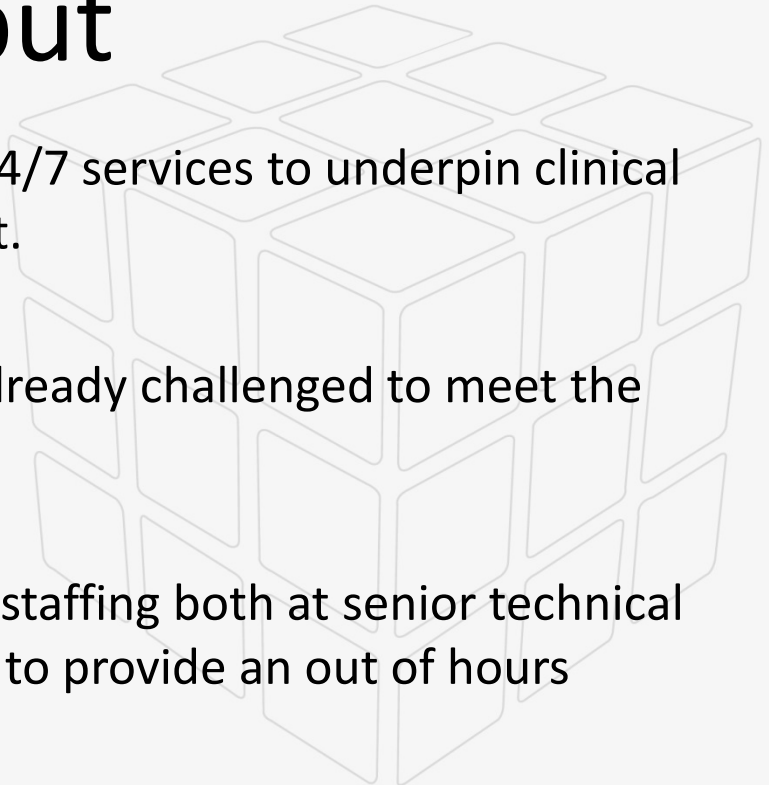 out
4/7 services to underpin clinical
t.
lready challenged to meet the
staffing both at senior technical
to provide an out of hours